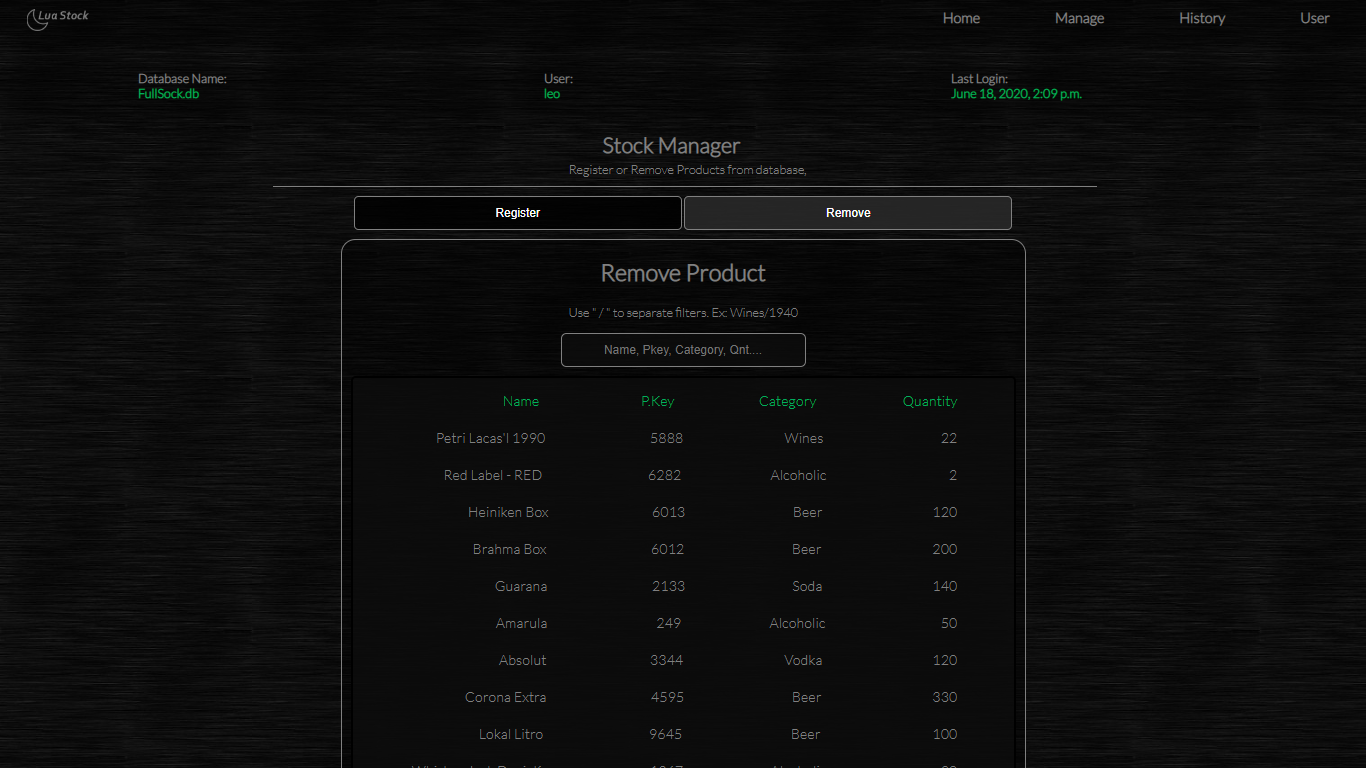 Lua Stock
Home Manage History User
Database Name: User: Last Login:
FullSock.db leo June 18, 2020, 2:09 p.m.
Stock Manager
Register or Remove Products from database,
Register Remove
Remove Product
Use " / " to separate filters. Ex: Wines/1940
Name, Pkey, Category, Qnt....
Name P.Key Category Quantity
Petri Lacas'l 1990 5888 Wines 22
Red Label - RED 6282 Alcoholic 2
Heiniken Box 6013 Beer 120
Brahma Box 6012 Beer 200
Guarana 2133 Soda 140
Amarula 249 Alcoholic 50
Absolut 3344 Vodka 120
Corona Extra 4595 Beer 330
Lokal Litro 9645 Beer 100